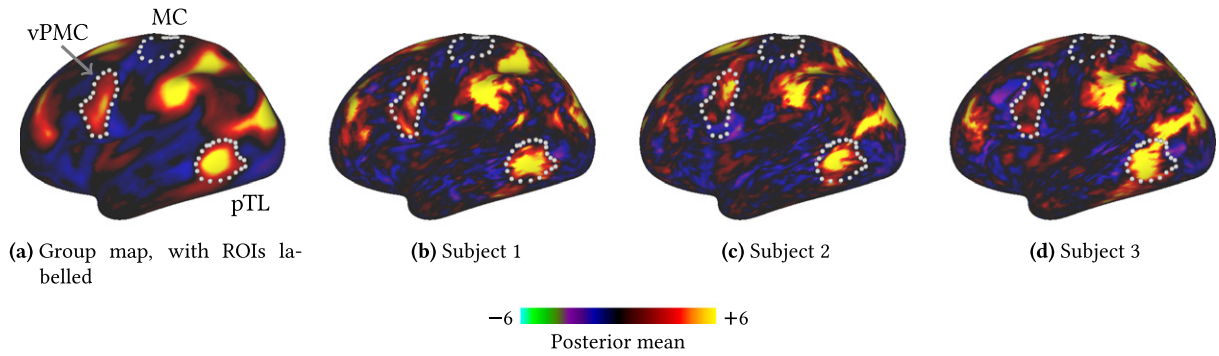 MC
vPMC
pTL
(a) Group map, with ROIs la-
belled
(b) Subject 1
(c) Subject 2
(d) Subject 3
−6 +6
Posterior mean